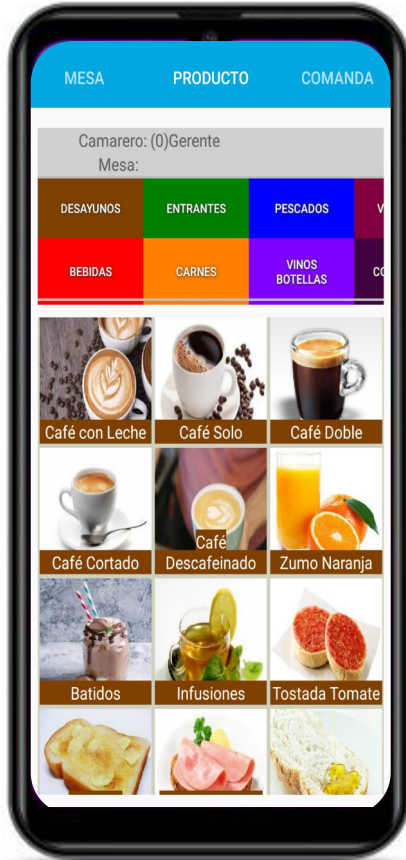 MESA PRODUCTO COMANDA
Camarero: (0)Gerente
Mesa:
DESAYUNOS ENTRANTES PESCADOS V
BEBIDAS CARNES VINOS
BOTELLAS CO
Café con Leche Café Solo Café Doble
Café Cortado Café
Descafeinado Zumo Naranja
Batidos Infusiones Tostada Tomate